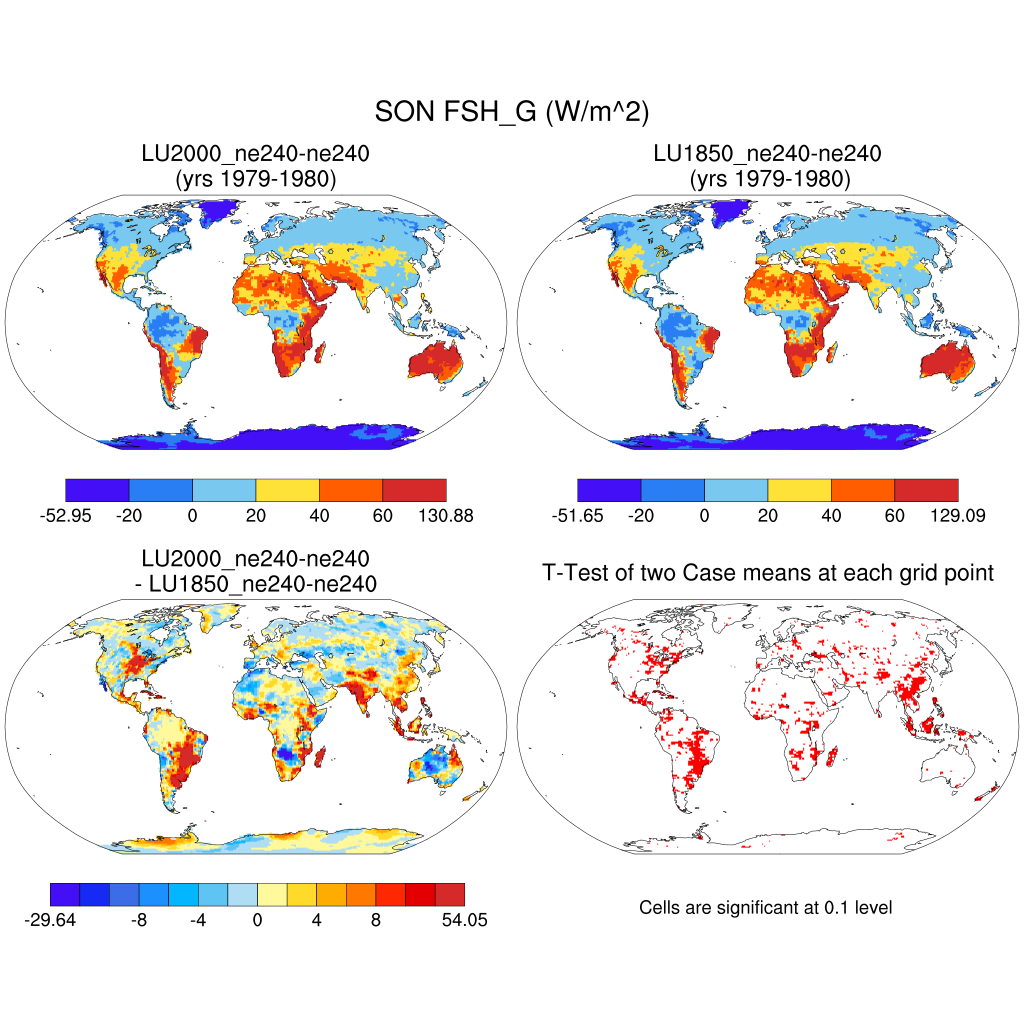 SON FSH_G (W/m^2)
LU2000_ne240-ne240
(yrs 1979-1980)
LU1850_ne240-ne240
(yrs 1979-1980)
-52.95 -20 0 20 40 60 130.88
-51.65 -20 0 20 40 60 129.09
LU2000_ne240-ne240
- LU1850_ne240-ne240
T-Test of two Case means at each grid point
-29.64 -8 -4 0 4 8 54.05
Cells are significant at 0.1 level